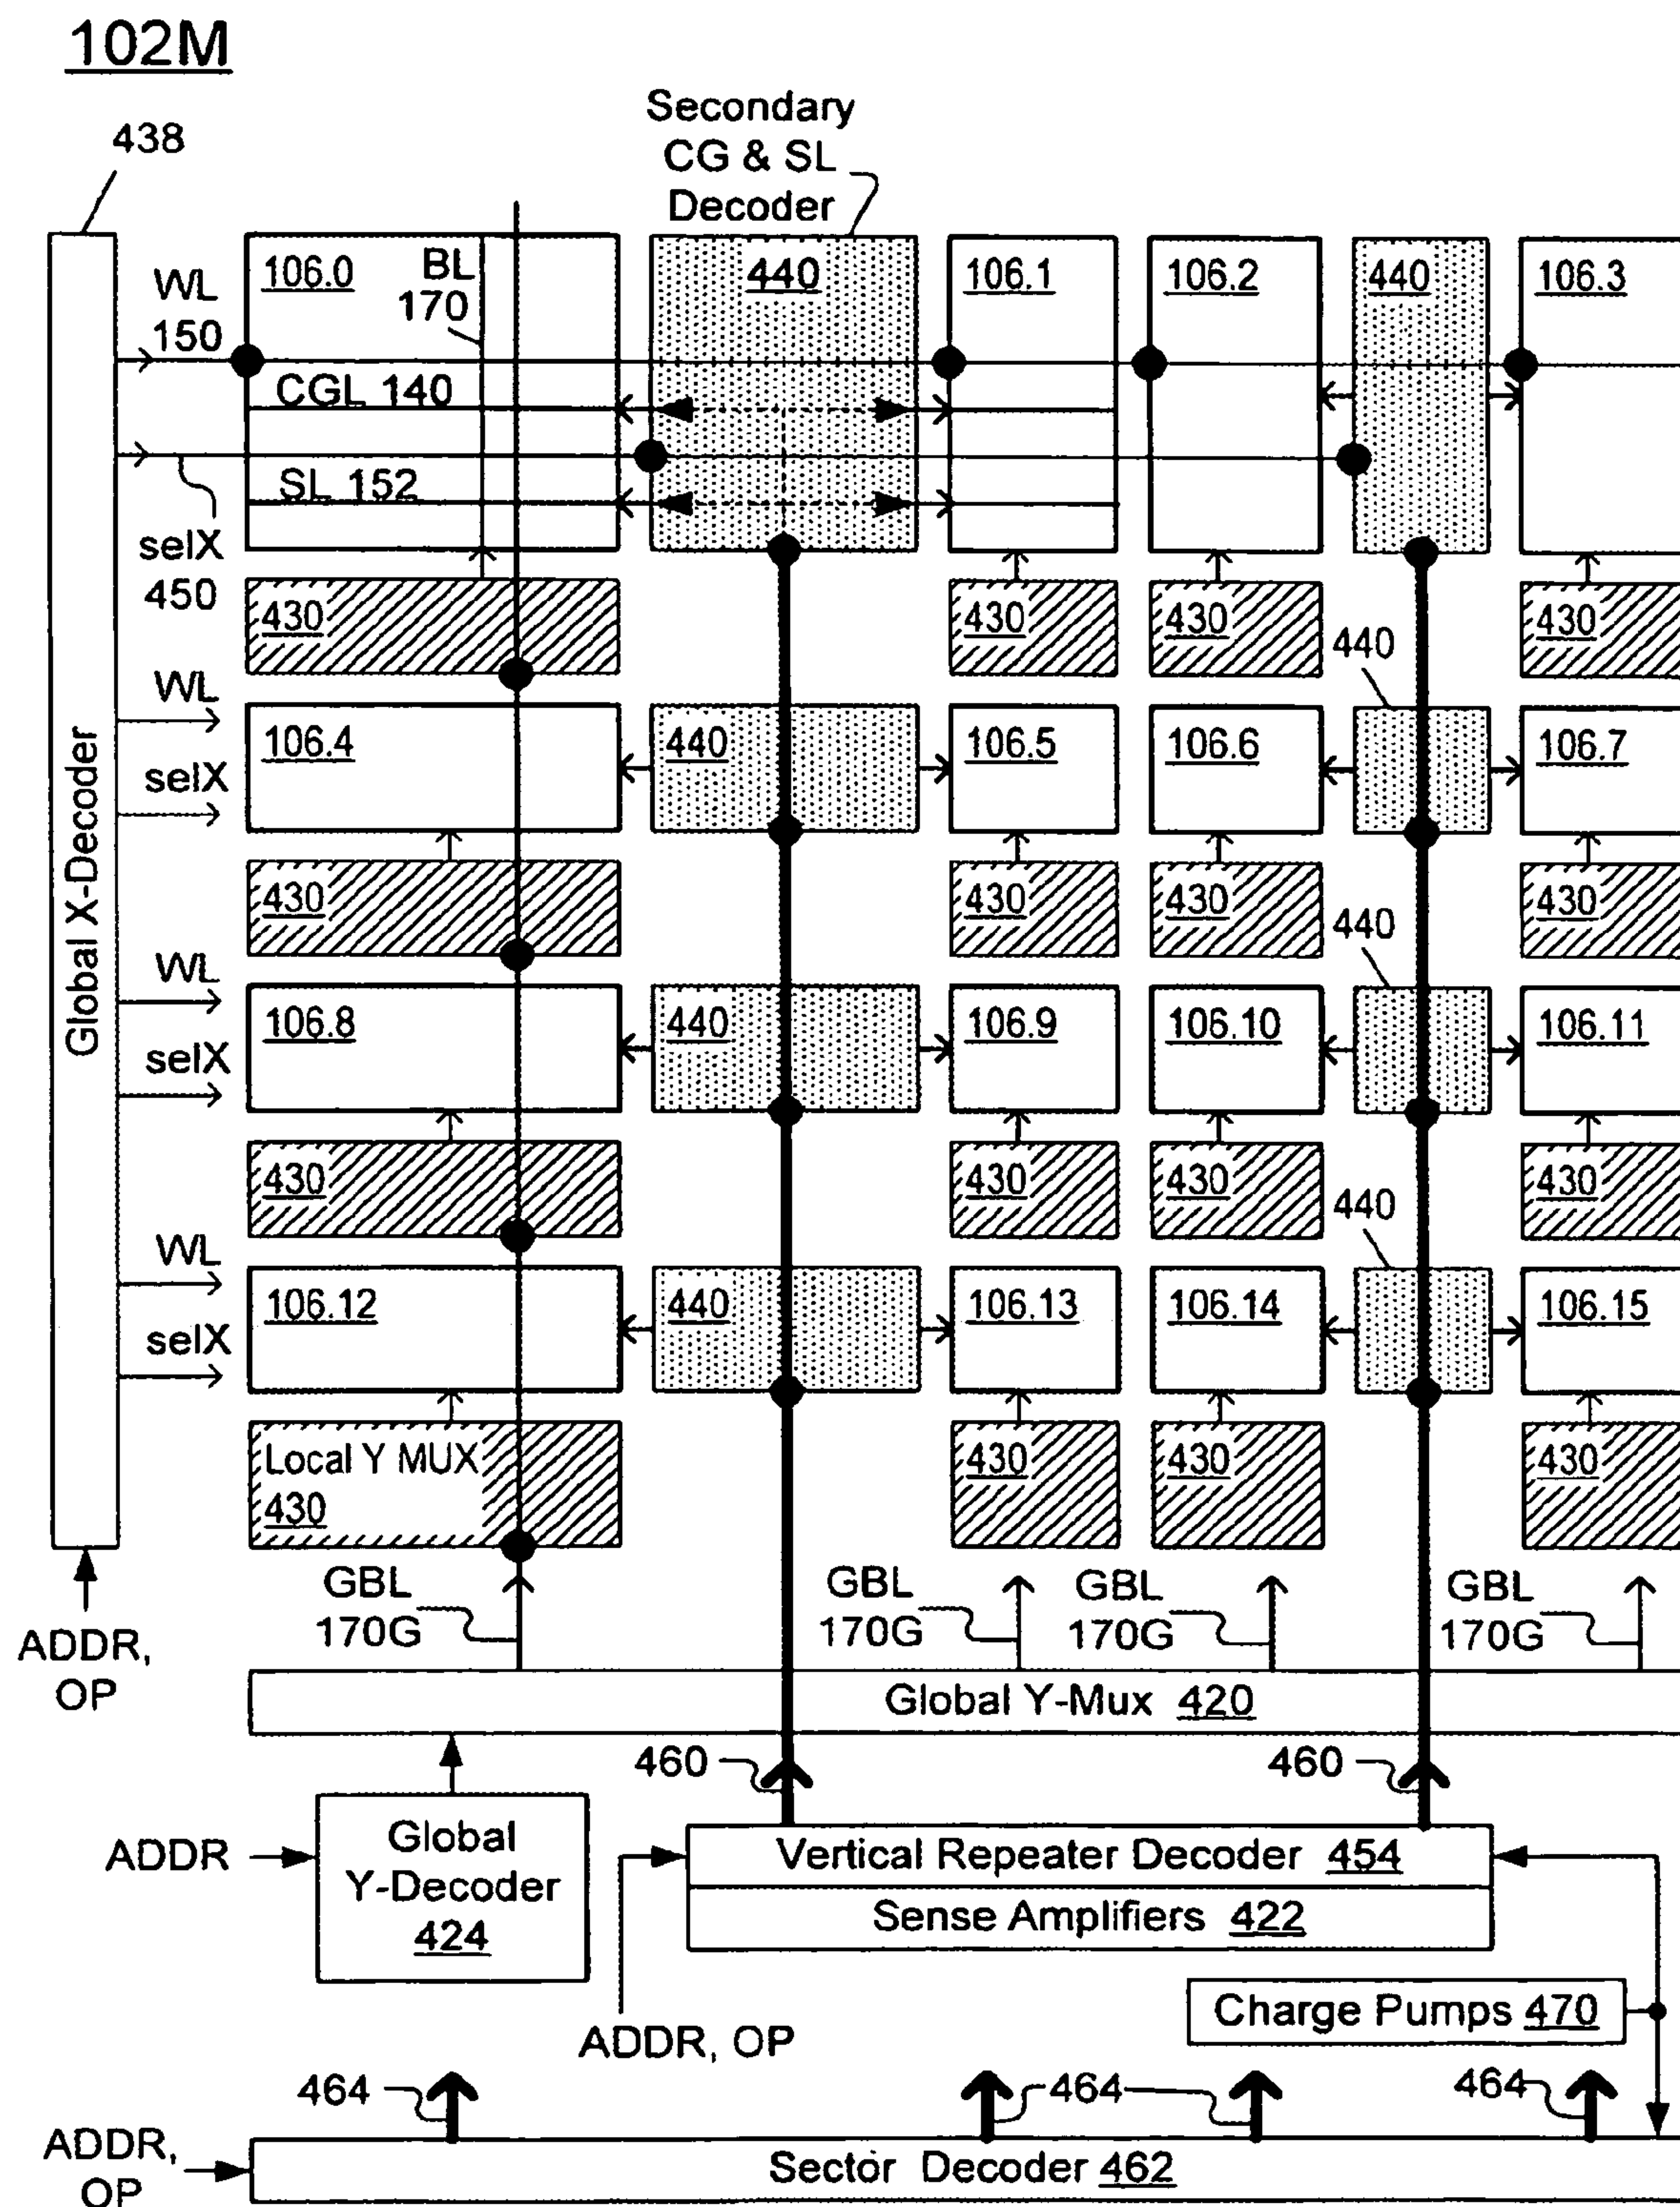 102M
438
Secondary
CG & SL
Decoder
WL
150
106.0
BL
170
440
106.1
106.2
440
106.3
CGL 140
SL 152
selX
450
430
430
430
430
440
WL
selX
106.4
440
106.5
106.6
106.7
Global X-Decoder
430
430
430
430
440
WL
selX
106.8
440
106.9
106.10
106.11
430
430
430
430
440
WL
selX
106.12
440
106.13
106.14
106.15
Local Y MUX
430
430
430
430
ADDR,
OP
GBL
170G
GBL
170G
GBL
170G
GBL
170G
Global Y-Mux 420
460
460
ADDR
Global
Y-Decoder
424
Vertical Repeater Decoder 454
Sense Amplifiers 422
ADDR, OP
Charge Pumps 470
464
464
464
ADDR,
OP
Sector Decoder 462